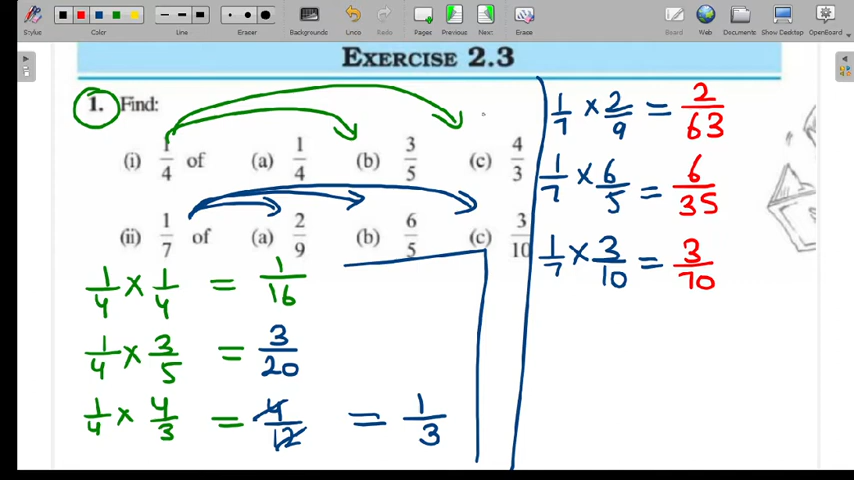 Stylus Color Line Eraser Backgrounds Undo Redo Pages Previous Next Erase Board Web Documents Show Desktop OpenBoard
EXERCISE 2.3
1. Find:
(i) 1/4 of (a) 1/4 (b) 3/5 (c) 4/3
(ii) 1/7 of (a) 2/9 (b) 6/5 (c) 3/10
1/4 × 1/4 = 1/16
1/4 × 3/5 = 3/20
1/4 × 4/3 = 4/12 = 1/3
1/7 × 2/9 = 2/63
1/7 × 6/5 = 6/35
1/7 × 3/10 = 3/70